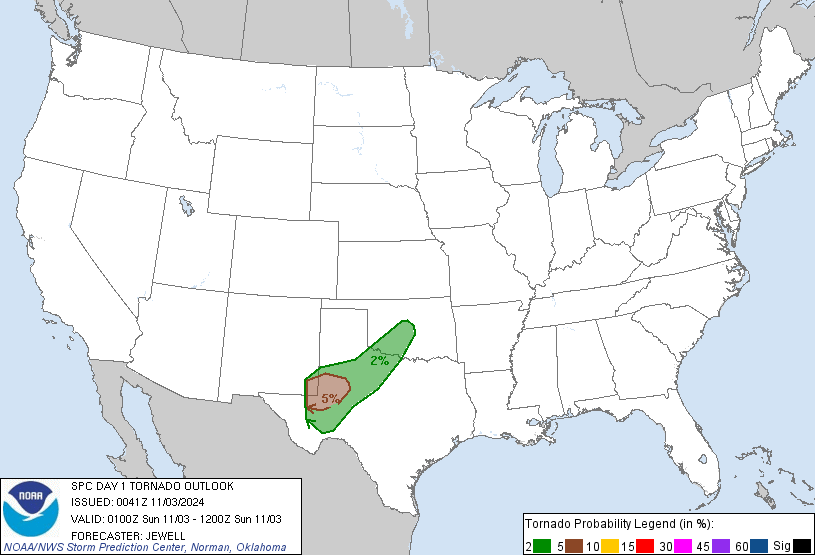 2%
5%
NOAA
SPC DAY 1 TORNADO OUTLOOK
ISSUED: 0041Z 11/03/2024
VALID: 0100Z Sun 11/03 - 1200Z Sun 11/03
FORECASTER: JEWELL
NOAA/NWS Storm Prediction Center, Norman, Oklahoma
Tornado Probability Legend (in %):
2 5 10 15 30 45 60 Sig